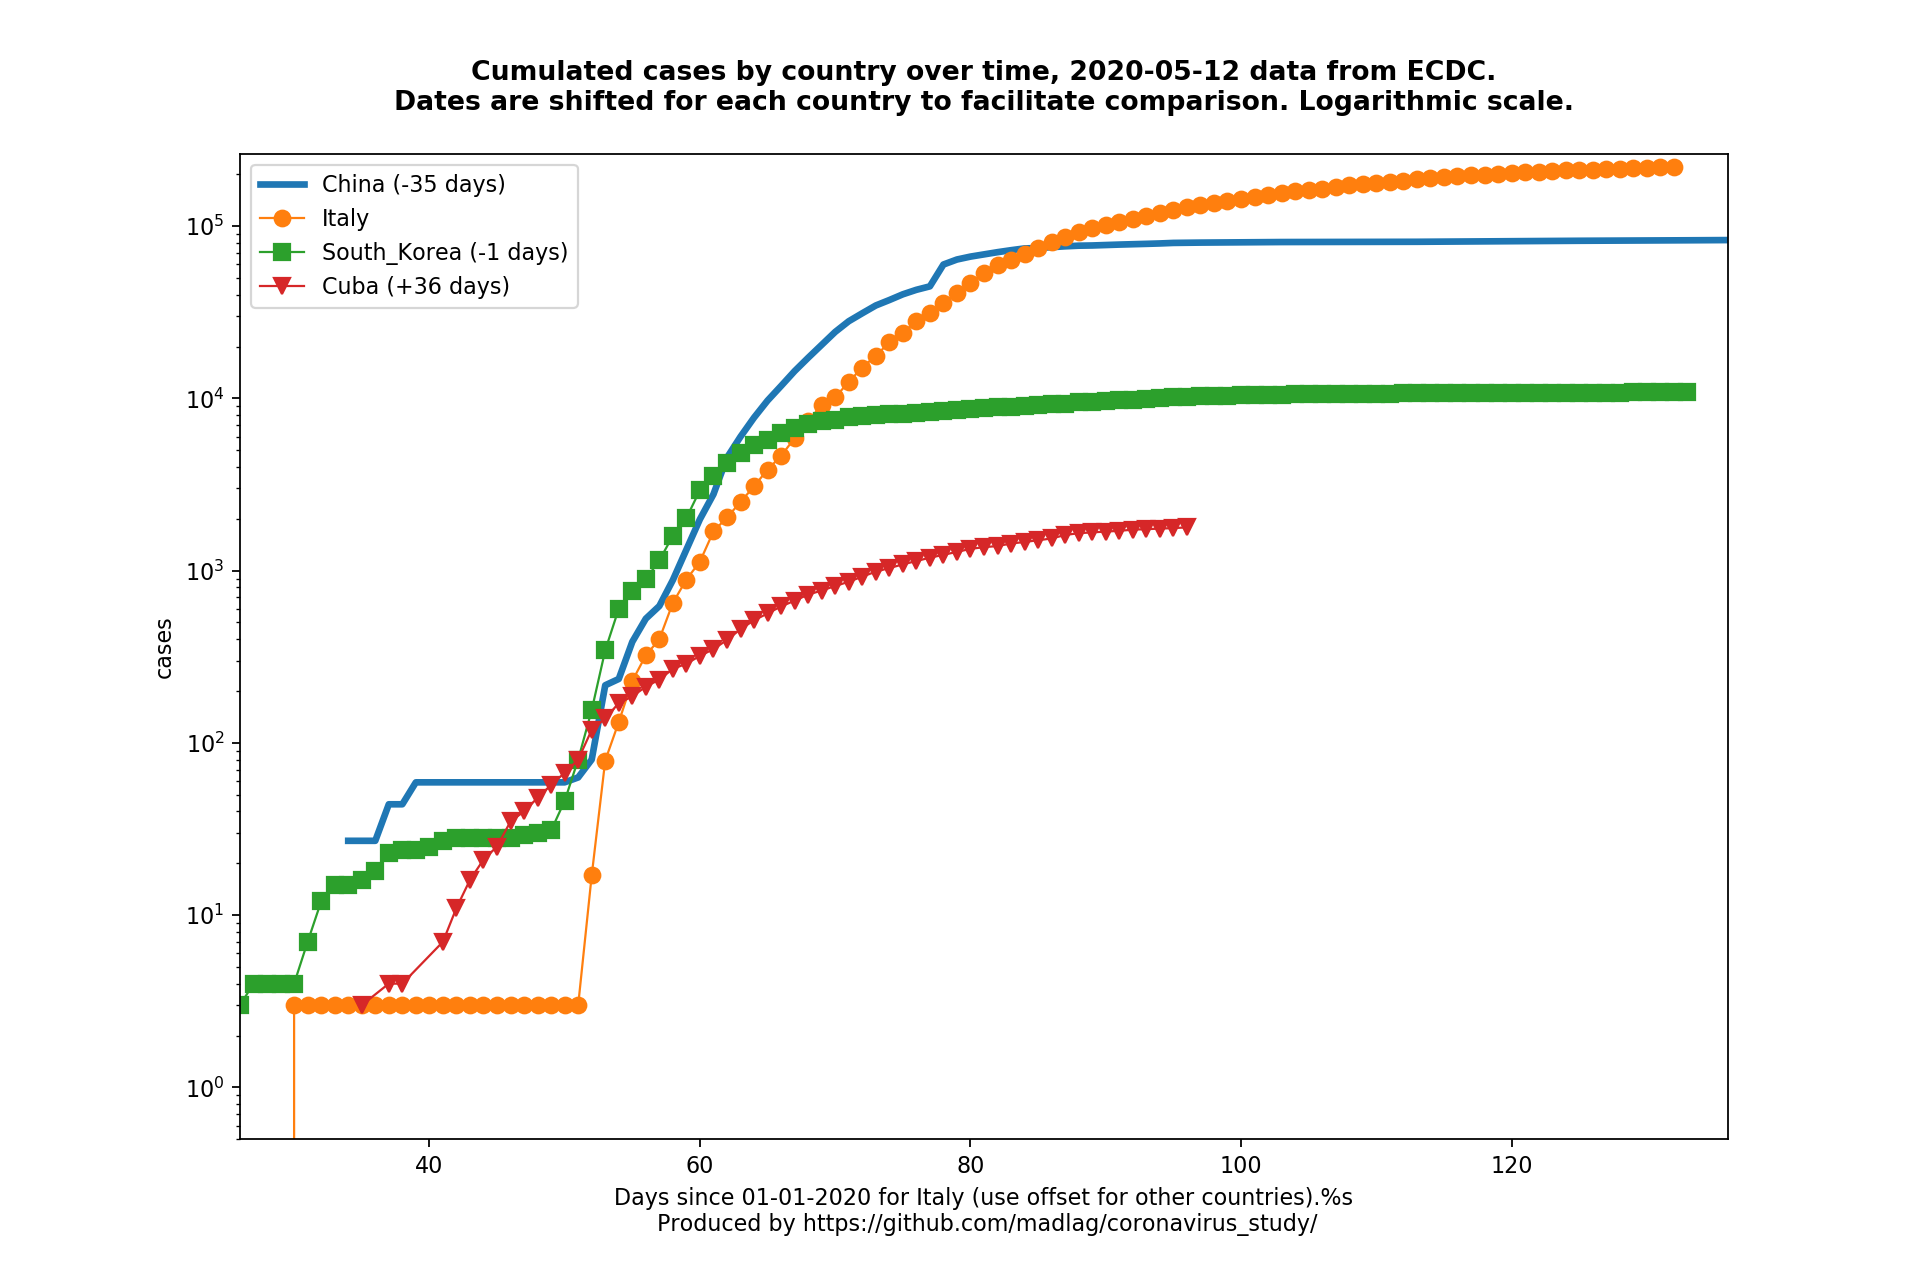 Cumulated cases by country over time, 2020-05-12 data from ECDC.
Dates are shifted for each country to facilitate comparison. Logarithmic scale.
China (-35 days)
Italy
South_Korea (-1 days)
Cuba (+36 days)
10^5
10^4
10^3
10^2
10^1
10^0
cases
40 60 80 100 120
Days since 01-01-2020 for Italy (use offset for other countries).%s
Produced by https://github.com/madlag/coronavirus_study/